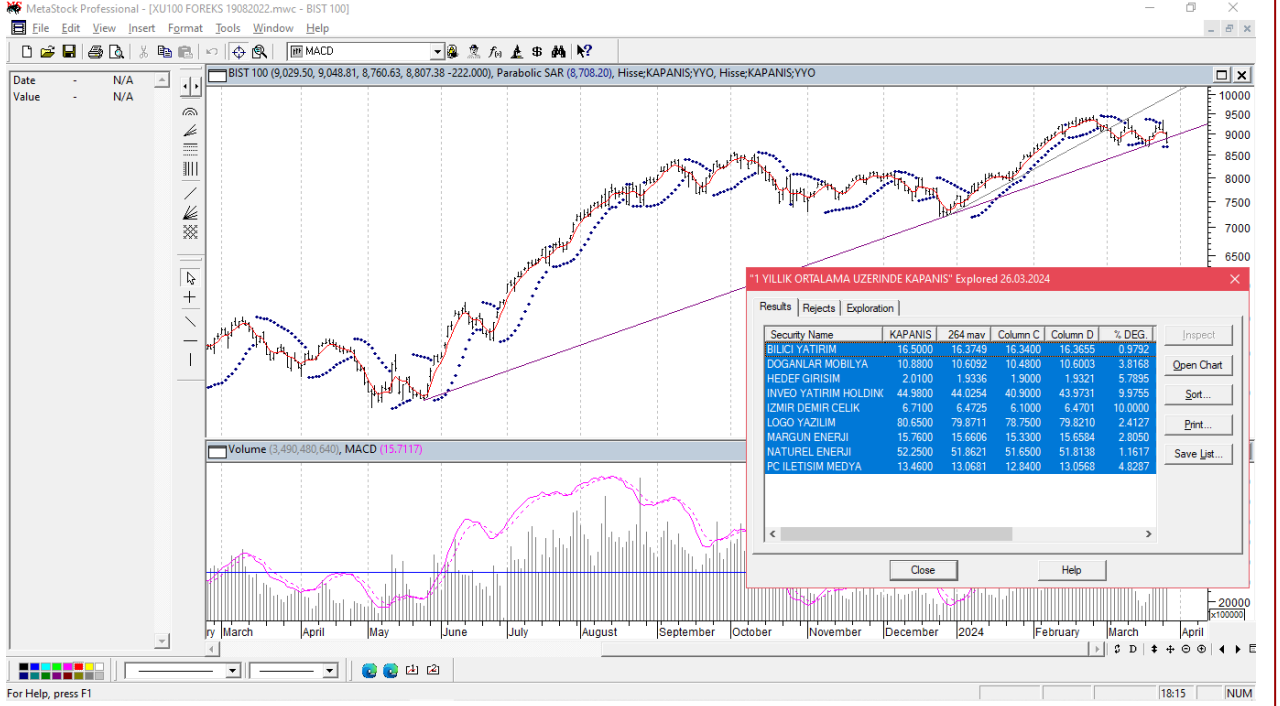 MetaStock Professional - [XU100 FOREKS 19082022.mwc - BIST 100]
File Edit View Insert Format Tools Window Help
MACD
Date - N/A
Value - N/A
BIST 100 (9,029.50, 9,048.81, 8,760.63, 8,807.38 -222.000), Parabolic SAR (8,708.20), Hisse;KAPANIS;YYO, Hisse;KAPANIS;YYO
10000
9500
9000
8500
8000
7500
7000
6500
"1 YILLIK ORTALAMA UZERINDE KAPANIS" Explored 26.03.2024
Results Rejects Exploration
Security Name KAPANIS 264 mav Column C Column D % DEG. Inspect
BILICI YATIRIM 16.5000 16.3749 16.3400 16.3655 0.9792
DOGANLAR MOBILYA 10.8800 10.6092 10.4800 10.6003 3.8168 Open Chart
HEDEF GIRISIM 2.0100 1.9336 1.9000 1.9321 5.7895
INVEO YATIRIM HOLDING 44.9800 44.0254 40.9000 43.9731 9.9755 Sort...
IZMIR DEMIR CELIK 6.7100 6.4725 6.1000 6.4701 10.0000
LOGO YAZILIM 80.6500 79.8711 78.7500 79.8210 2.4127 Print...
MARGUN ENERJI 15.7600 15.6606 15.3300 15.6584 2.8050
NATUREL ENERJI 52.2500 51.8621 51.6500 51.8138 1.1617 Save List...
PC ILETISIM MEDYA 13.4600 13.0681 12.8400 13.0568 4.8287
Close Help
Volume (3,490,480,640), MACD (15.7117)
20000
x100000
ry March April May June July August September October November December 2024 February March April
D
For Help, press F1
18:15 NUM